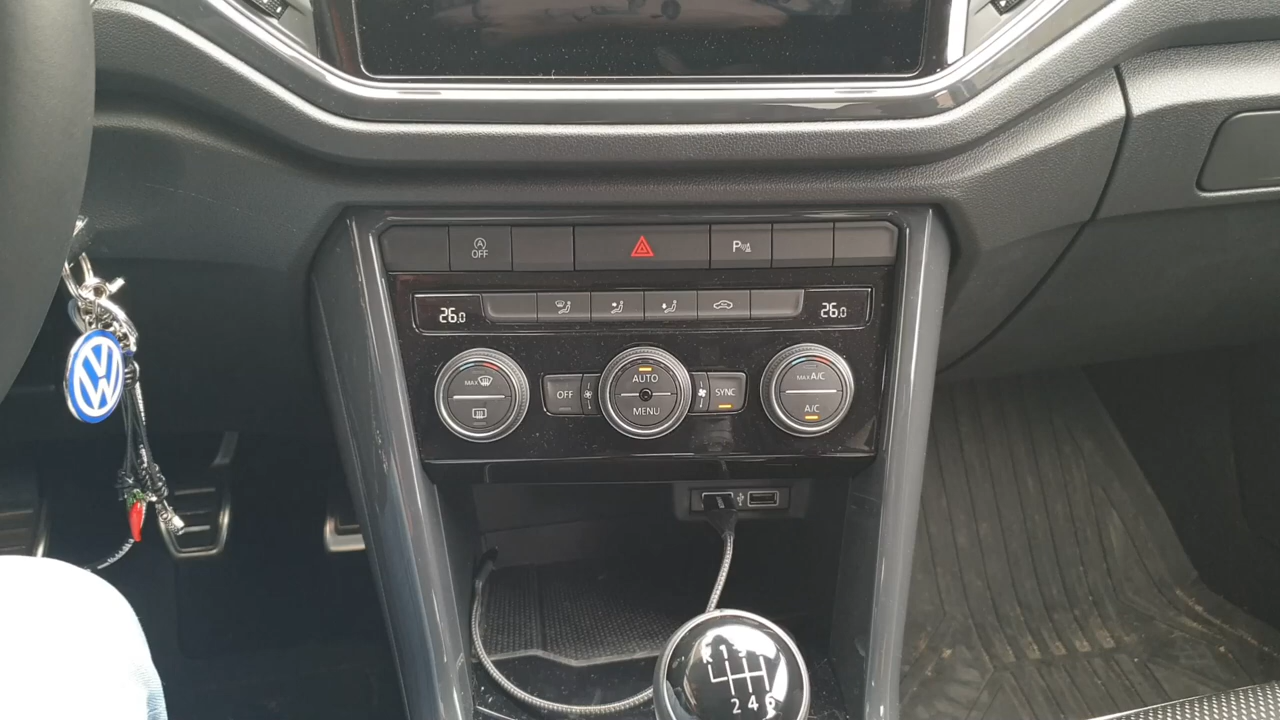 A
OFF
P
26.0
26.0
MAX
AUTO
MENU
OFF
SYNC
MAX A/C
A/C
R 1 3 5
2 4 6